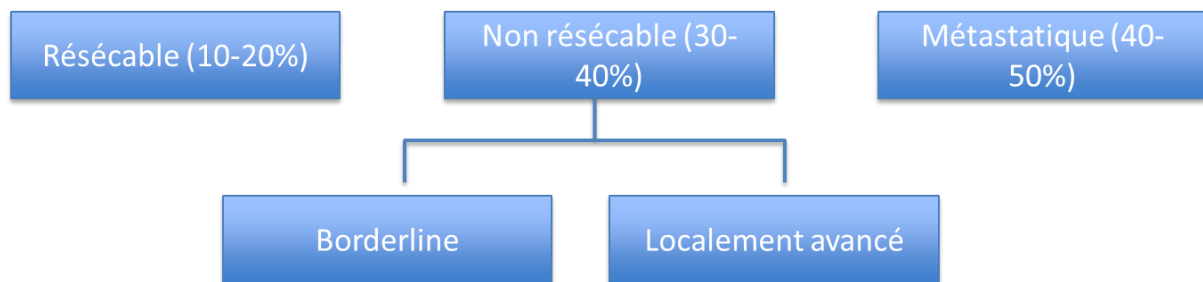 Résécable (10-20%)
Non résécable (30-
40%)
Métastatique (40-
50%)
Borderline
Localement avancé